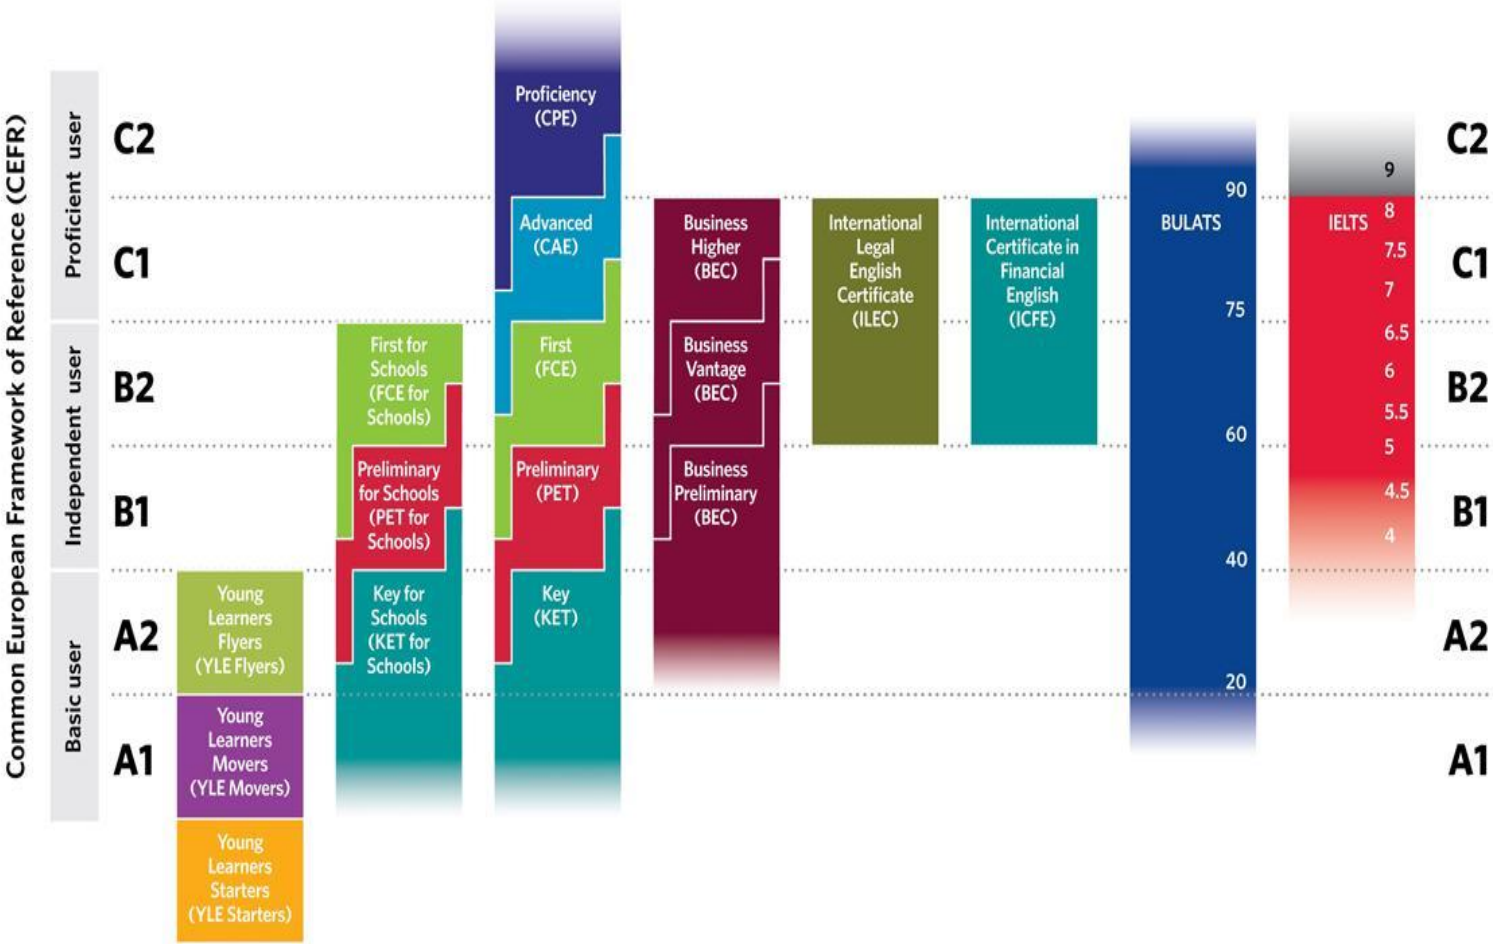 Common European Framework of Reference (CEFR)
Proficient user
Independent user
Basic user
C2
C1
B2
B1
A2
A1
Young
Learners
Flyers
(YLE Flyers)
Young
Learners
Movers
(YLE Movers)
Young
Learners
Starters
(YLE Starters)
First for
Schools
(FCE for
Schools)
Preliminary
for Schools
(PET for
Schools)
Key for
Schools
(KET for
Schools)
Proficiency
(CPE)
Advanced
(CAE)
First
(FCE)
Preliminary
(PET)
Key
(KET)
Business
Higher
(BEC)
Business
Vantage
(BEC)
Business
Preliminary
(BEC)
International
Legal
English
Certificate
(ILEC)
International
Certificate in
Financial
English
(ICFE)
90
BULATS
75
60
40
20
9
IELTS
8
7.5
7
6.5
6
5.5
5
4.5
4
C2
C1
B2
B1
A2
A1